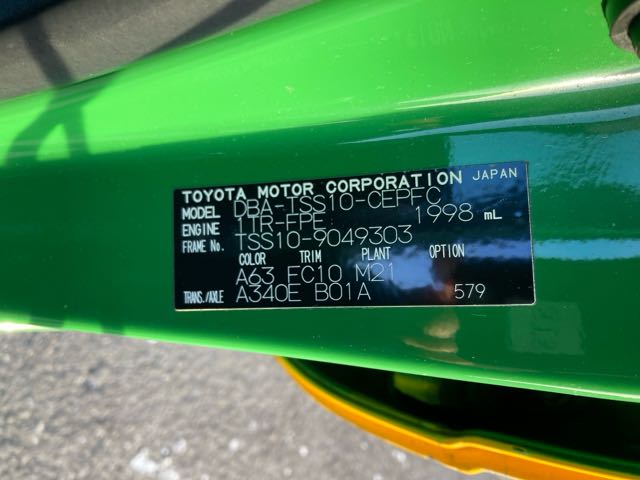 TOYOTA MOTOR CORPORATION JAPAN
MODEL DBA-TSS10-CEPFC
ENGINE 1TR-FPE 1998 mL
FRAME No. TSS10-9049303
COLOR TRIM PLANT OPTION
A63 FC10 M21
TRANS./AXLE A340E B01A 579